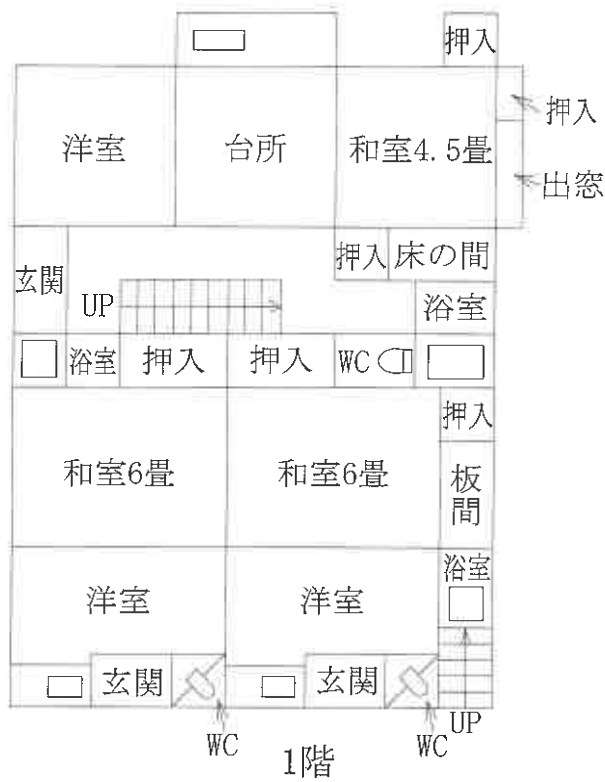 押入
押入
洋室
台所
和室4.5畳
出窓
玄関
押入
床の間
UP
浴室
浴室
押入
押入
WC
押入
和室6畳
和室6畳
板間
浴室
洋室
洋室
玄関
玄関
UP
WC
WC
1階